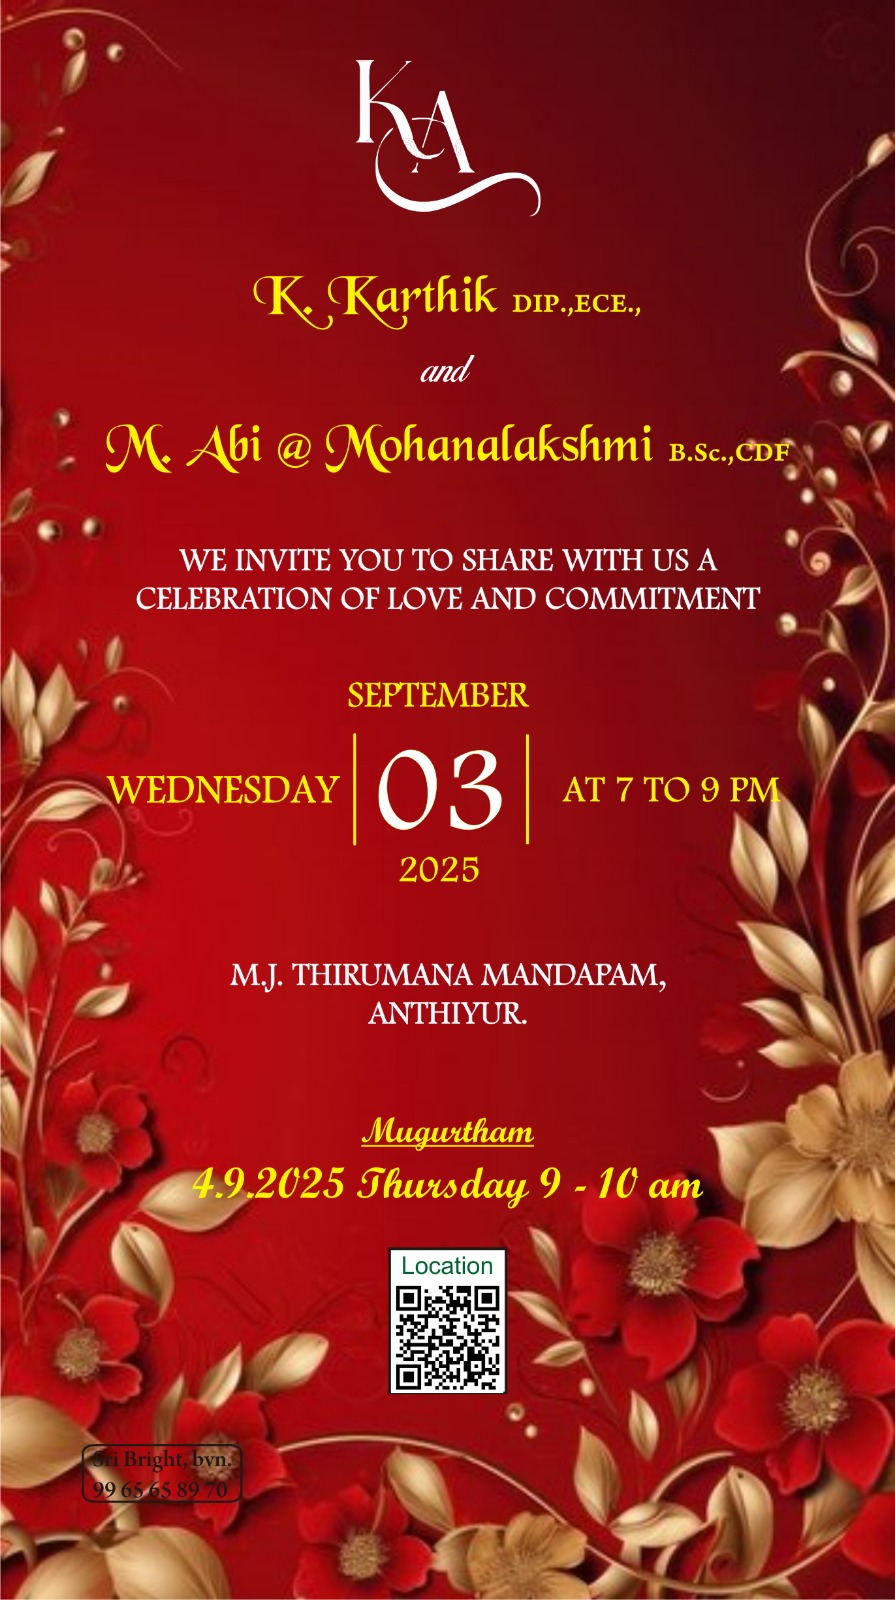 KA
K. Karthik DIP.,ECE.,
and
M. Abi @ Mohanalakshmi B.Sc.,CDF
WE INVITE YOU TO SHARE WITH US A
CELEBRATION OF LOVE AND COMMITMENT
SEPTEMBER
WEDNESDAY 03 AT 7 TO 9 PM
2025
M.J. THIRUMANA MANDAPAM,
ANTHIYUR.
Mugurtham
4.9.2025 Thursday 9 - 10 am
Location
Sri Bright, bvn.
99 65 65 89 70